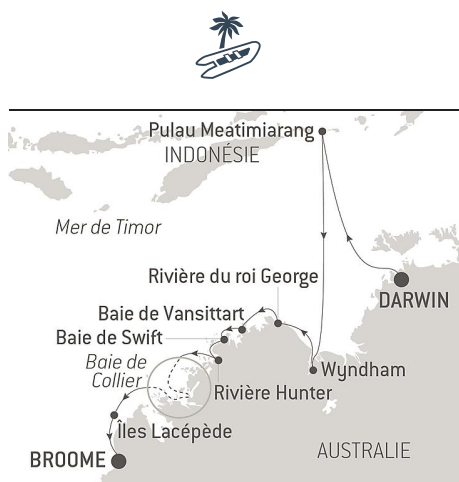 Pulau Meatimiarang
INDONÉSIE
Mer de Timor
Rivière du roi George
DARWIN
Baie de Vansittart
Baie de Swift
Baie de
Collier
Wyndham
Rivière Hunter
Îles Lacépède
AUSTRALIE
BROOME